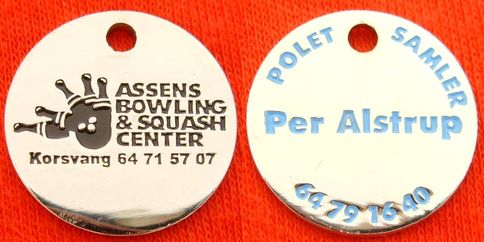 ASSENS
BOWLING
& SQUASH
CENTER
Korsvang 64 71 57 07
POLET SAMLER
Per Alstrup
64 79 16 40